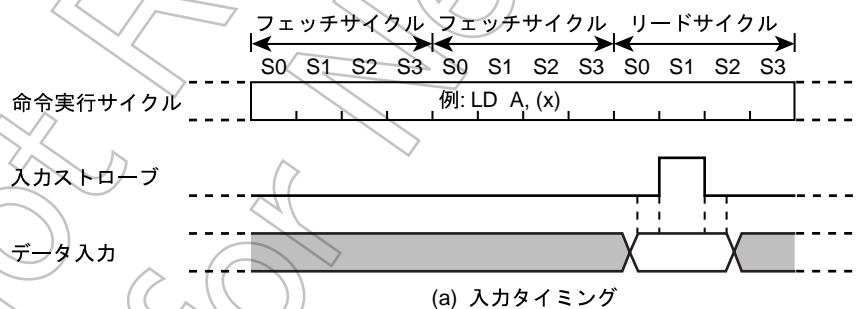 フェッチサイクル フェッチサイクル リードサイクル
S0 S1 S2 S3 S0 S1 S2 S3 S0 S1 S2 S3
命令実行サイクル 例: LD A, (x)
入力ストローブ
データ入力
(a) 入力タイミング